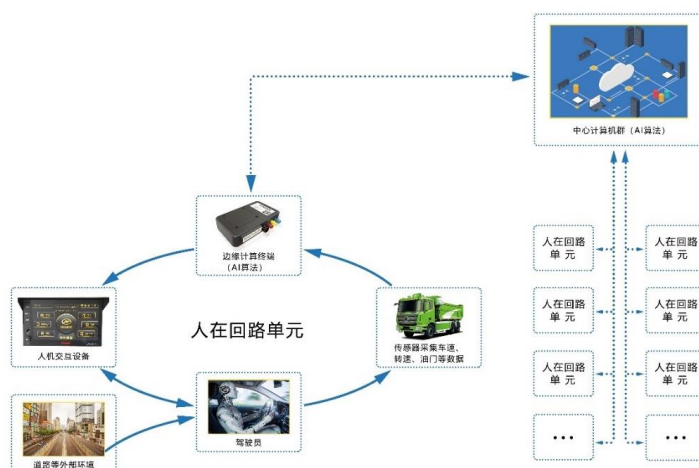 中心计算机群（AI算法）
边缘计算终端
（AI算法）
人在回路单元
人机交互设备
传感器采集车速、
转速、油门等数据
驾驶员
道路等外部环境
人在回路
单 元
人在回路
单 元
人在回路
单 元
人在回路
单 元
人在回路
单 元
人在回路
单 元
•••
•••